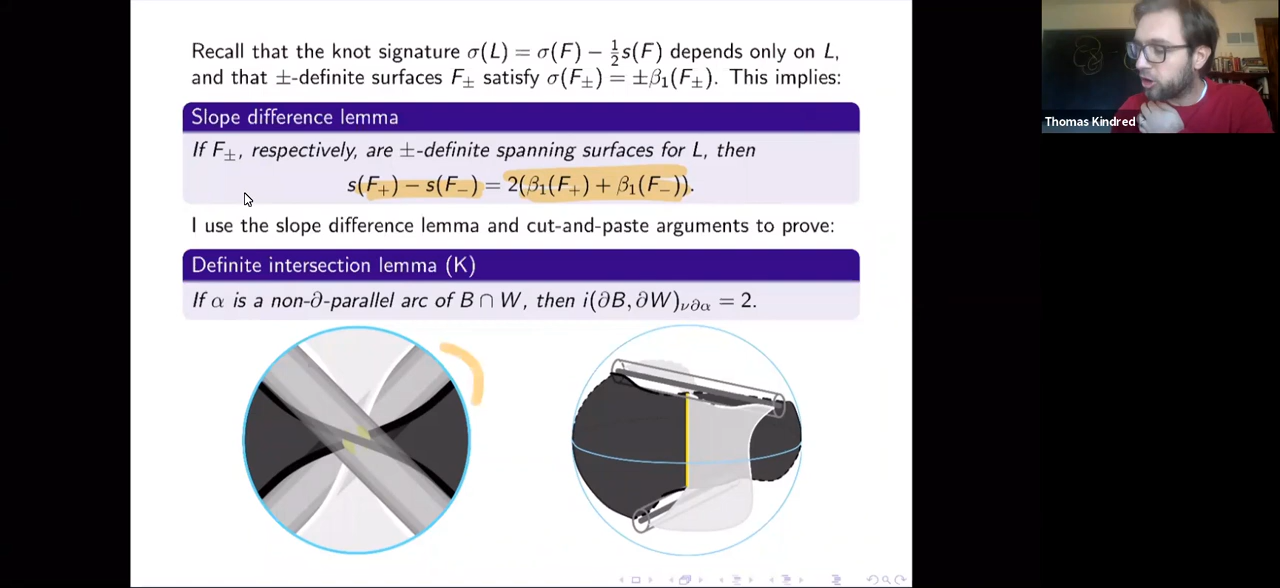 Recall that the knot signature σ(L) = σ(F) − ½s(F) depends only on L,
and that ±-definite surfaces F± satisfy σ(F±) = ±β₁(F±). This implies:
Slope difference lemma
If F±, respectively, are ±-definite spanning surfaces for L, then
s(F₊) − s(F₋) = 2(β₁(F₊) + β₁(F₋)).
I use the slope difference lemma and cut-and-paste arguments to prove:
Definite intersection lemma (K)
If α is a non-∂-parallel arc of B ∩ W, then i(∂B, ∂W)_{ν∂α} = 2.
Thomas Kindred